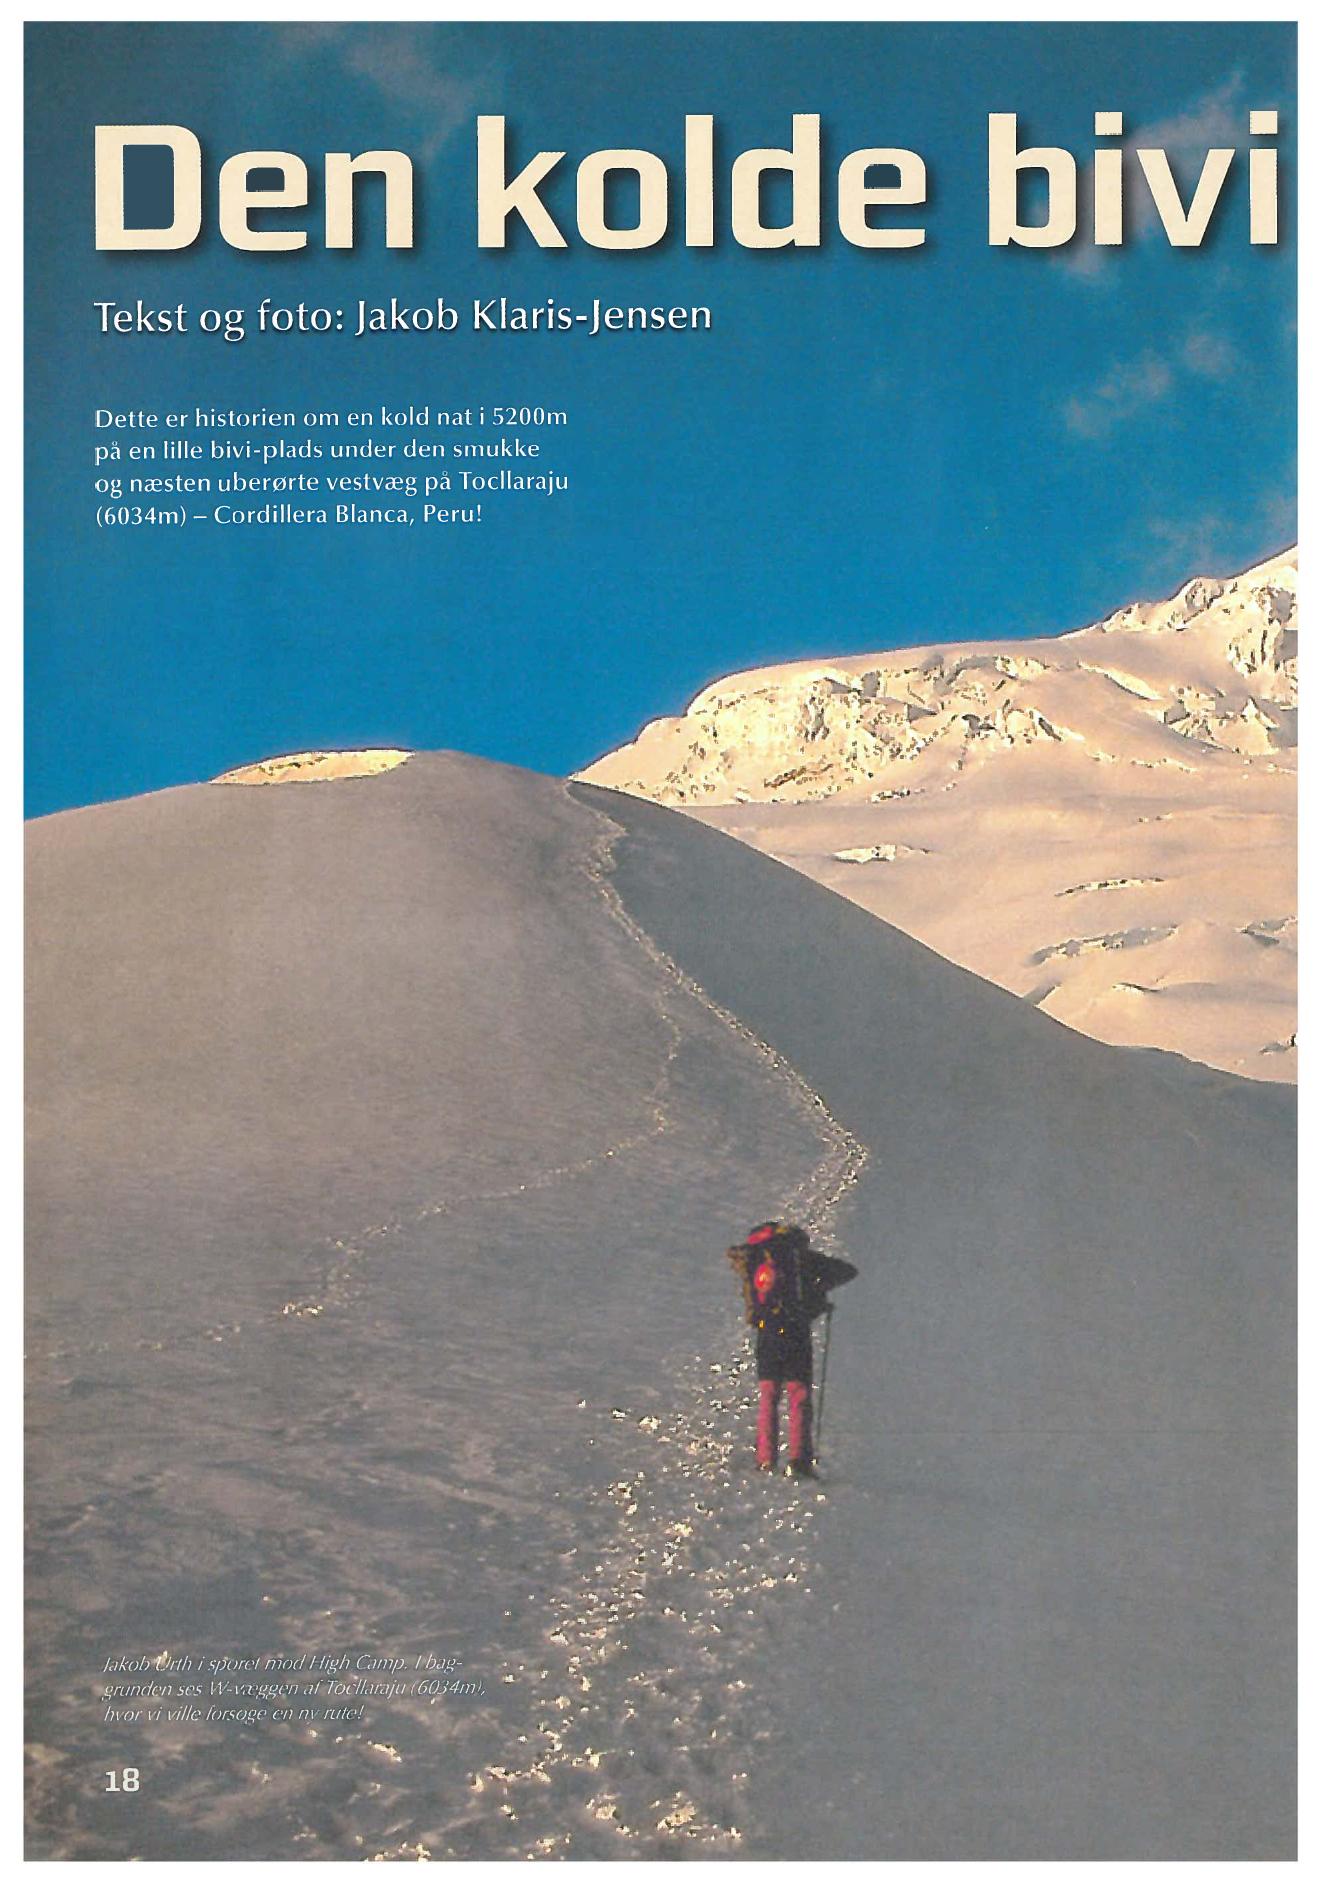 Den kolde bivi
Tekst og foto: Jakob Klaris-Jensen
Dette er historien om en kold nat i 5200m
på en lille bivi-plads under den smukke
og næsten uberørte vestvæg på Tocllaraju
(6034m) – Cordillera Blanca, Peru!
Jakob Urth i sporet mod High Camp. I bag-
grunden ses W-væggen af Tocllaraju (6034m),
hvor vi ville forsøge en ny rute!
18